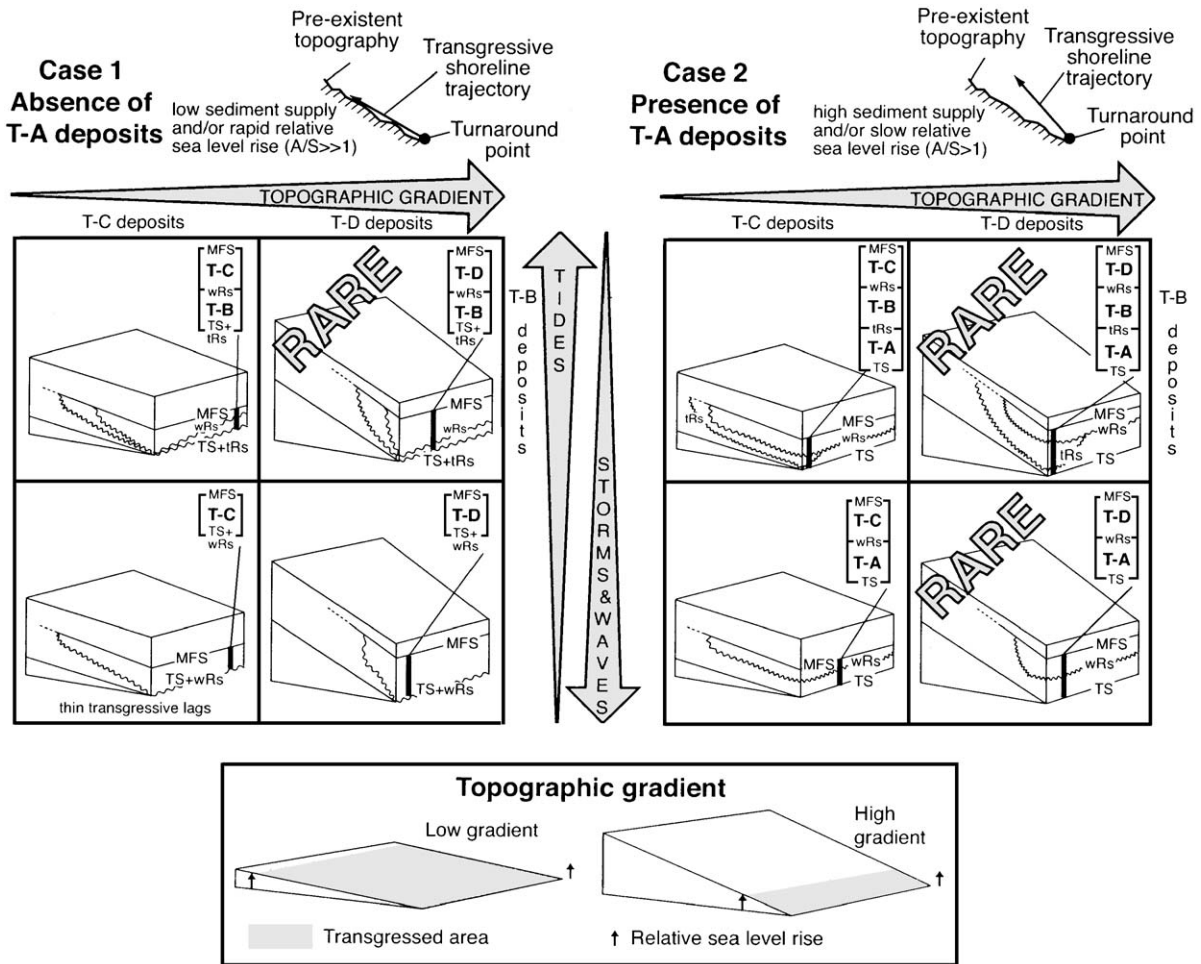 Case 1
Absence of
T-A deposits
Pre-existent
topography
Transgressive
shoreline
trajectory
low sediment supply
and/or rapid relative
sea level rise (A/S>>1)
Turnaround
point
TOPOGRAPHIC GRADIENT
T-C deposits
T-D deposits
MFS
T-C
wRs
T-B
TS+
tRs
MFS
wRs
TS+tRs
RARE
MFS
T-D
wRs
T-B
TS+
tRs
MFS
wRs
TS+tRs
T-B deposits
MFS
T-C
TS+
wRs
MFS
TS+wRs
thin transgressive lags
MFS
T-D
TS+
wRs
MFS
TS+wRs
TIDES
STORMS&WAVES
Case 2
Presence of
T-A deposits
Pre-existent
topography
Transgressive
shoreline
trajectory
high sediment supply
and/or slow relative
sea level rise (A/S>1)
Turnaround
point
TOPOGRAPHIC GRADIENT
T-C deposits
T-D deposits
MFS
T-C
wRs
T-B
tRs
T-A
TS
tRs
MFS
wRs
TS
RARE
MFS
T-D
wRs
T-B
tRs
T-A
TS
MFS
wRs
tRs
TS
T-B deposits
MFS
T-C
wRs
T-A
TS
MFS
wRs
TS
RARE
MFS
T-D
wRs
T-A
TS
MFS
wRs
TS
Topographic gradient
Low gradient
High
gradient
Transgressed area
Relative sea level rise